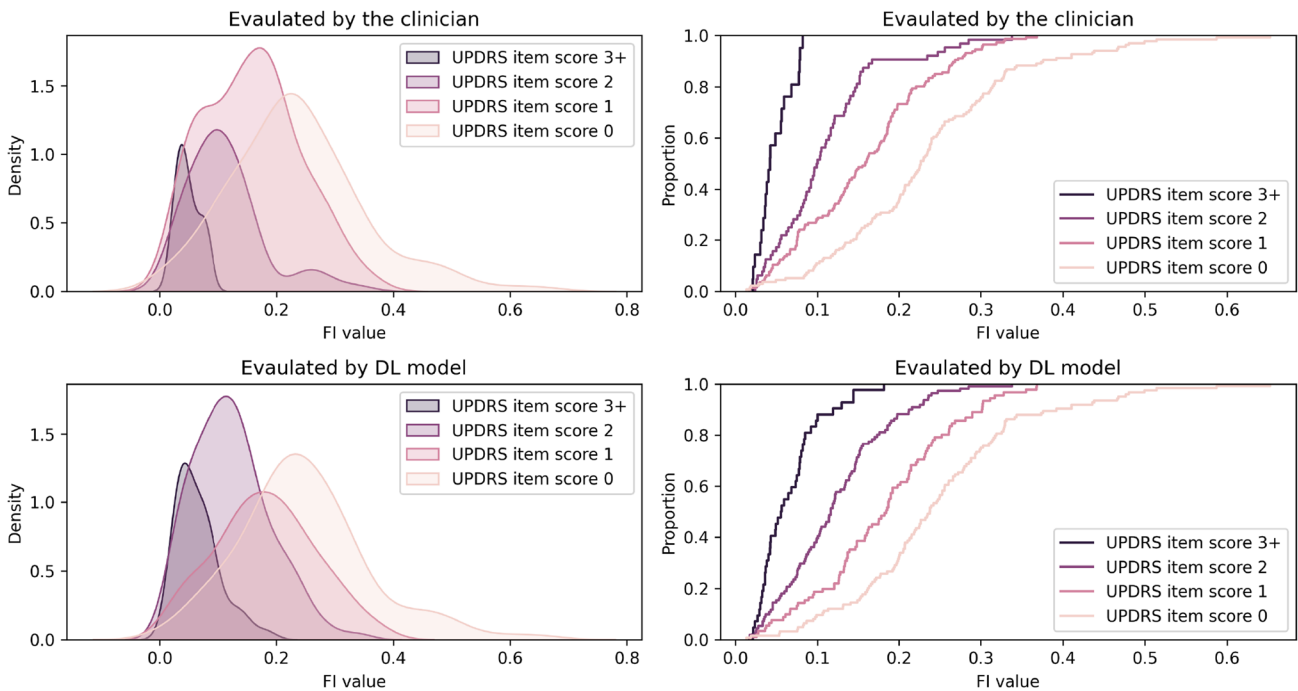 Evaulated by the clinician
Density
1.5
1.0
0.5
0.0
0.0 0.2 0.4 0.6 0.8
FI value
UPDRS item score 3+
UPDRS item score 2
UPDRS item score 1
UPDRS item score 0
Evaulated by the clinician
Proportion
1.0
0.8
0.6
0.4
0.2
0.0
0.0 0.1 0.2 0.3 0.4 0.5 0.6
FI value
UPDRS item score 3+
UPDRS item score 2
UPDRS item score 1
UPDRS item score 0
Evaulated by DL model
Density
1.5
1.0
0.5
0.0
0.0 0.2 0.4 0.6 0.8
FI value
UPDRS item score 3+
UPDRS item score 2
UPDRS item score 1
UPDRS item score 0
Evaulated by DL model
Proportion
1.0
0.8
0.6
0.4
0.2
0.0
0.0 0.1 0.2 0.3 0.4 0.5 0.6
FI value
UPDRS item score 3+
UPDRS item score 2
UPDRS item score 1
UPDRS item score 0